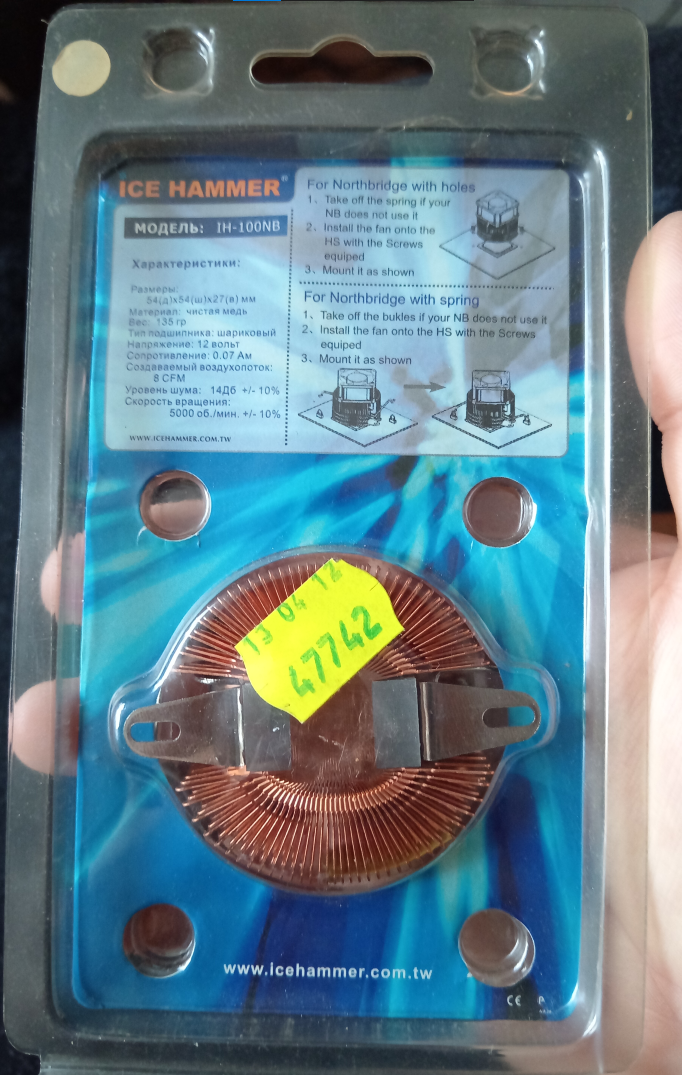 ICE HAMMER®
МОДЕЛЬ: IH-100NB
Характеристики:
Размеры:
54(д)x54(ш)x27(в) мм
Материал: чистая медь
Вес: 135 гр
Тип подшипника: шариковый
Напряжение: 12 вольт
Сопротивление: 0.07 Ам
Создаваемый воздухопоток:
8 CFM
Уровень шума: 14Дб +/- 10%
Скорость вращения:
5000 об./мин. +/- 10%
WWW.ICEHAMMER.COM.TW
For Northbridge with holes
1、Take off the spring if your
NB does not use it
2、Install the fan onto the
HS with the Screws
equiped
3、Mount it as shown
For Northbridge with spring
1、Take off the bukles if your NB does not use it
2、Install the fan onto the HS with the Screws
equiped
3、Mount it as shown
13 04 12
47742
www.icehammer.com.tw
CE